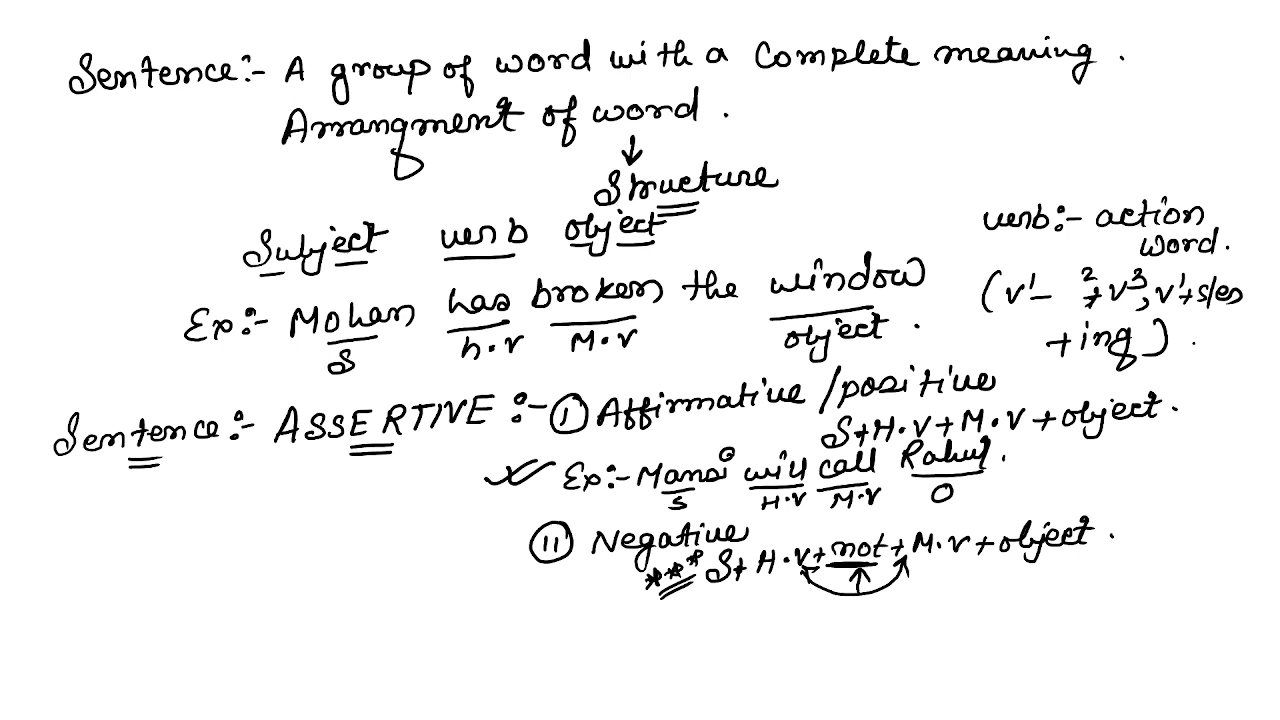 Sentence:- A group of word with a complete meaning.
Arrangment of word.
↓
Structure
Subject verb object
verb:- action
word.
(v1 - 2 + v3, v1+s/es
+ing).
Ex:- Mohan has broken the window.
S h.v M.v object
Sentence:- ASSERTIVE:- (I) Affirmative/positive
S+H.V+M.V+object.
Ex:- Mansi will call Rahul.
S H.V M.V O
(II) Negative
*** S+H.v+not+M.v+object.